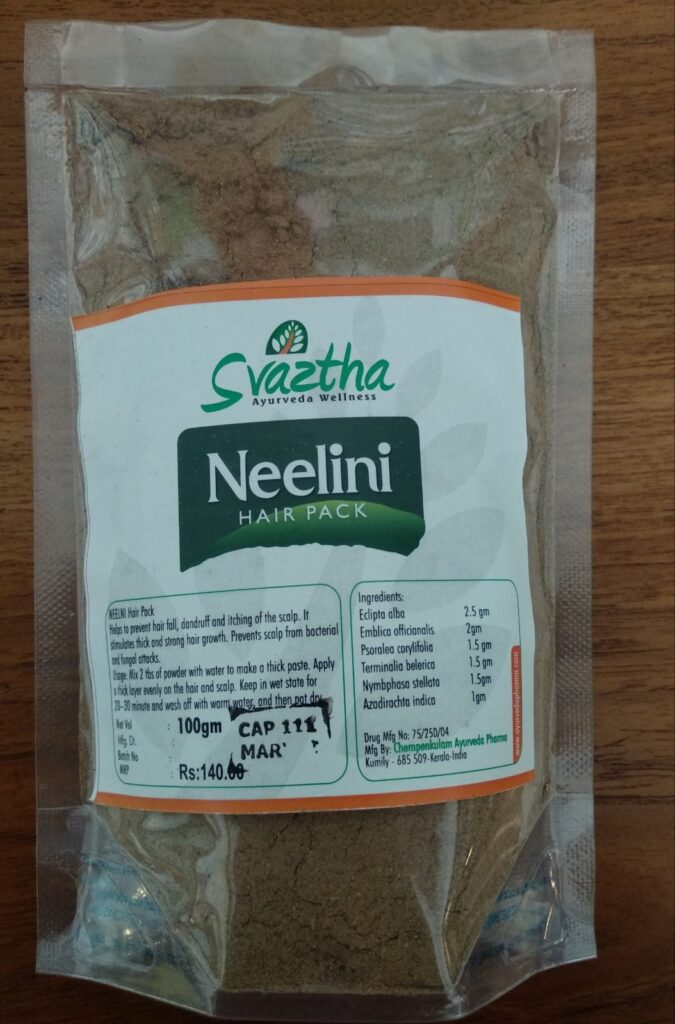 Svaztha
Ayurveda Wellness
Neelini
HAIR PACK
NEELNI Hair Pack
Helps to prevent hair fall, dandruff and itching of the scalp. It
stimulates thick and strong hair growth. Prevents scalp from bacterial
and fungal attacks.
Usage: Mix 2 tbs of powder with water to make a thick paste. Apply
a thick layer evenly on the hair and scalp. Keep in wet state for
20-30 minute and wash off with warm water, and then pat dry
Net Vol : 100gm
Mfg. Dt. :
Batch No :
MRP : Rs:140.00
CAP 111
MAR
Ingredients:
Eclipta alba 2.5 gm
Emblica officianalis 2gm
Psoralea corylifolia 1.5 gm
Terminalia belerica 1.5 gm
Nymbphasa stellata 1.5gm
Azadirachta indica 1gm
Drug Mfg No: 75/25D/04
Mfg By: Chempenkulam Ayurveda Pharma
Kumily - 685 509-Kerala-India
www.ayurvedapharma.com